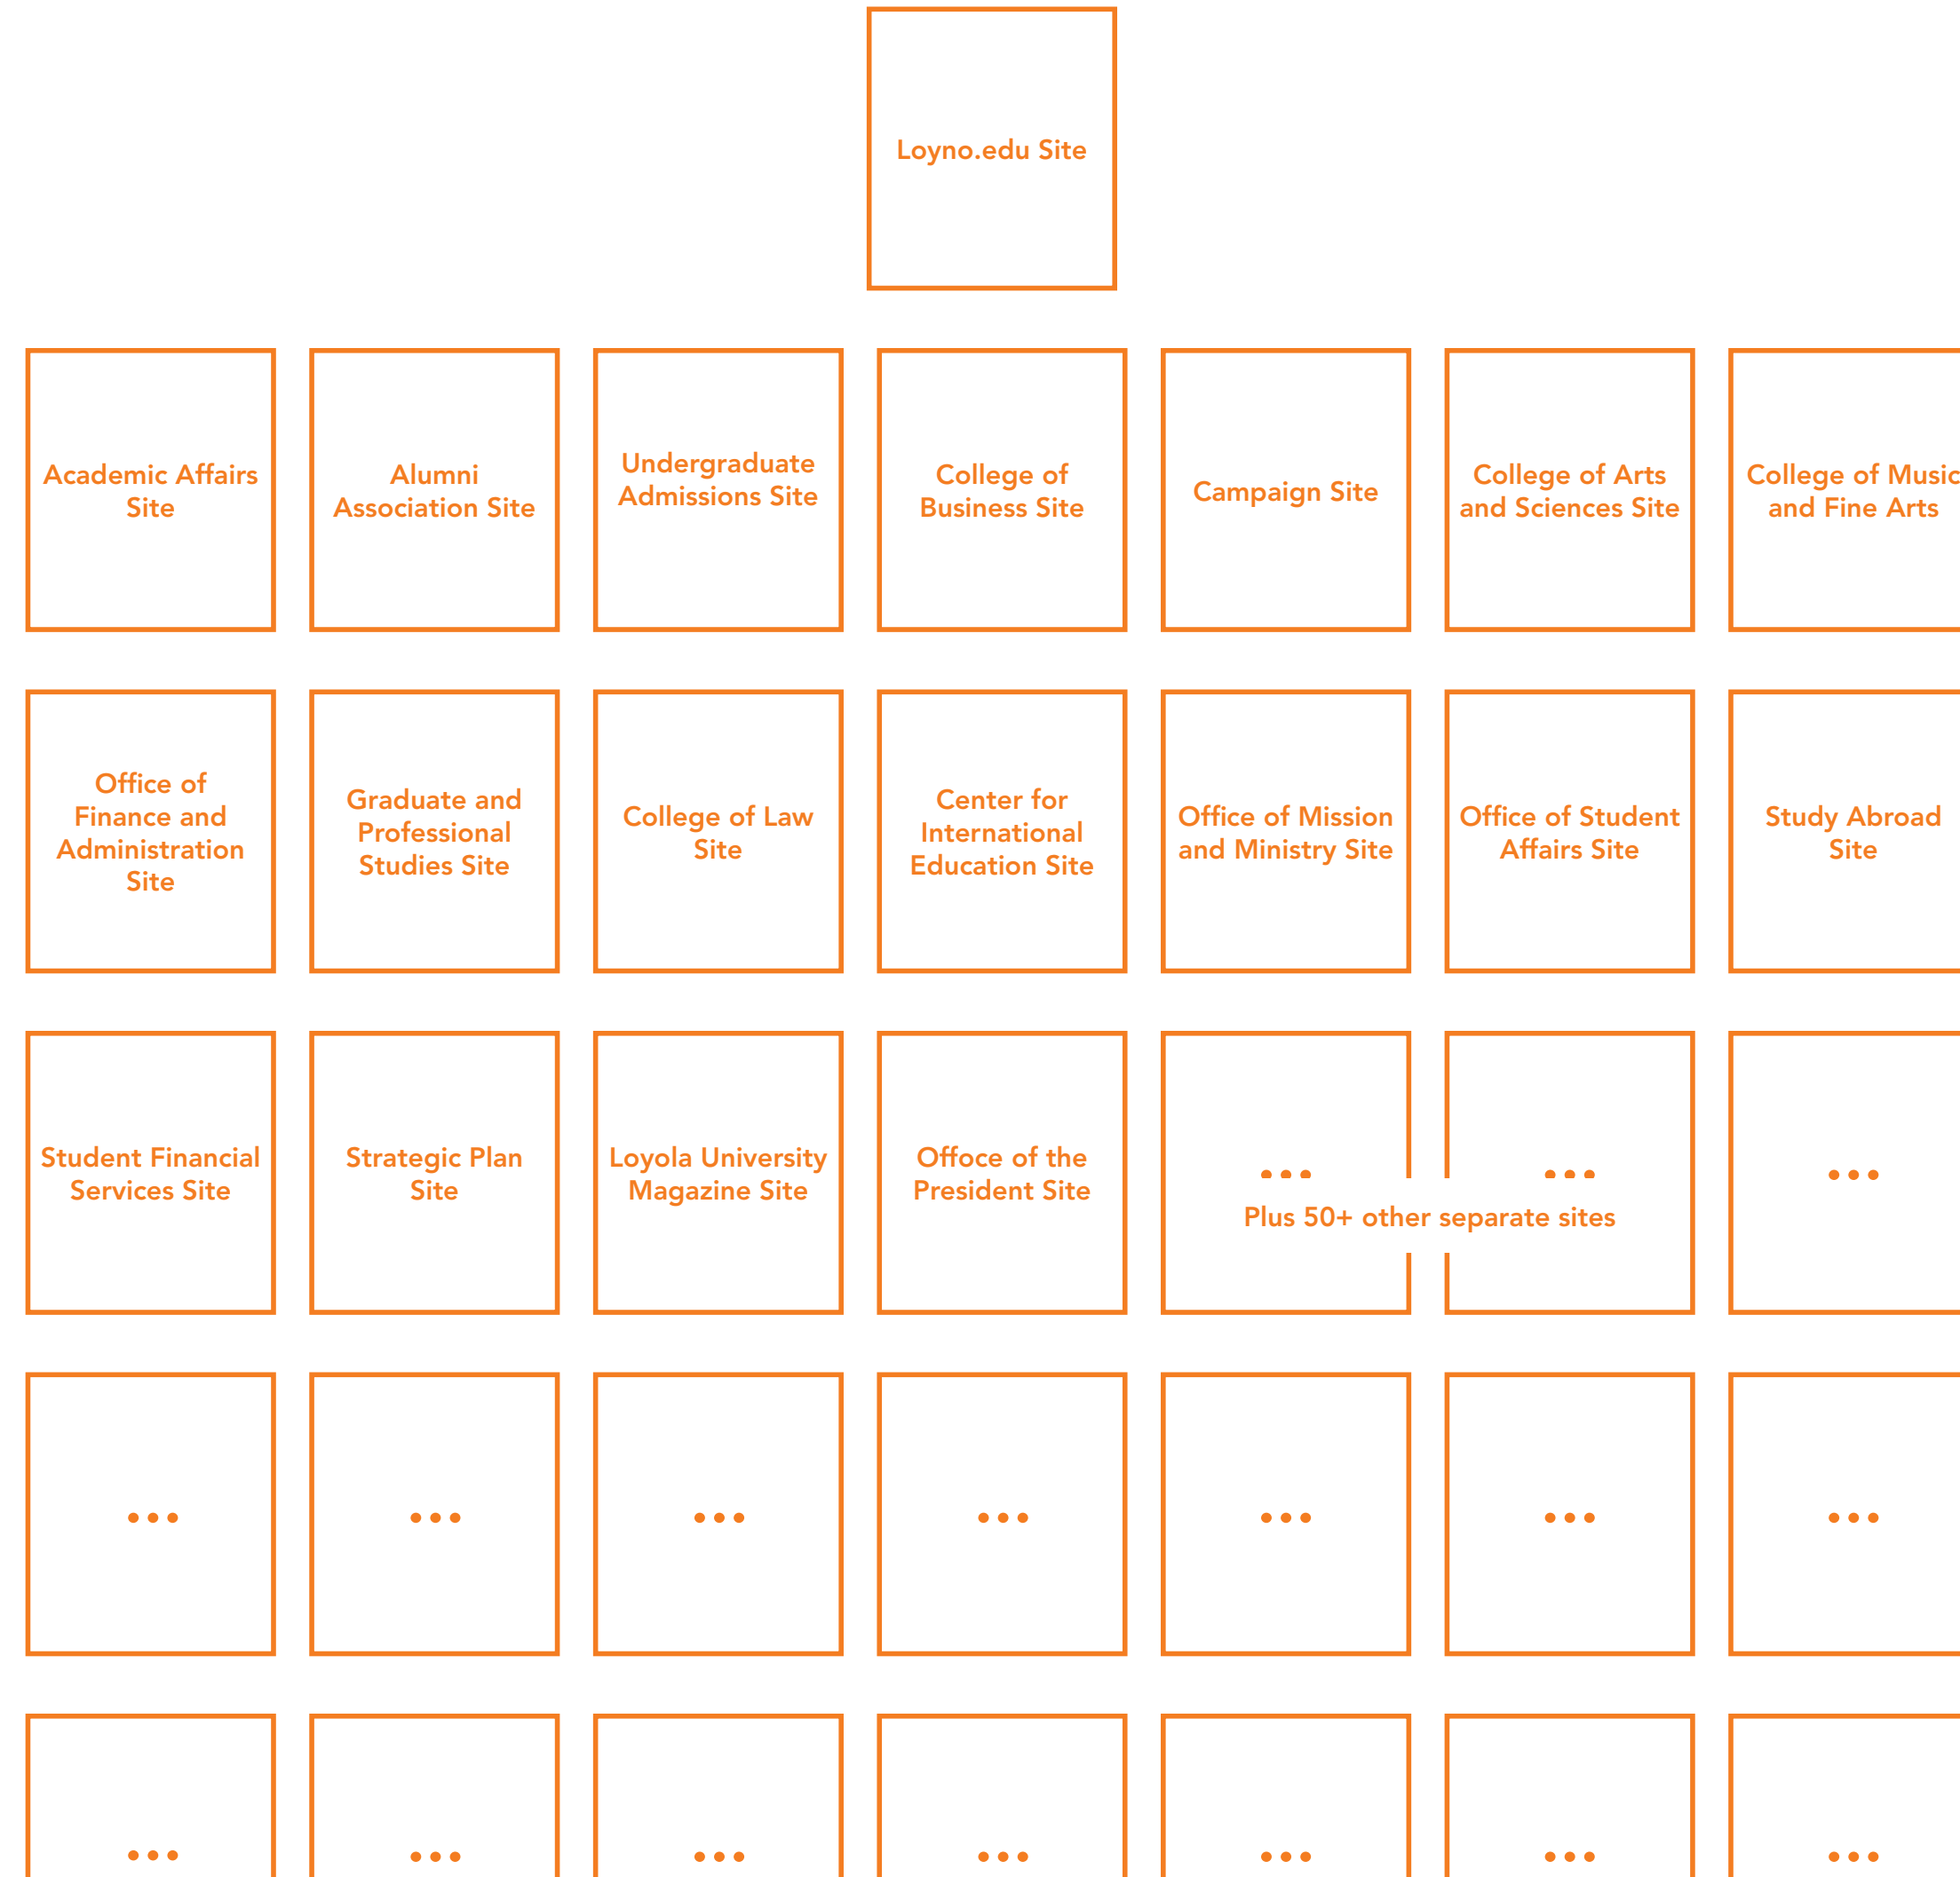 Loyno.edu Site
Academic Affairs
Site
Alumni
Association Site
Undergraduate
Admissions Site
College of
Business Site
Campaign Site
College of Arts
and Sciences Site
College of Music
and Fine Arts
Office of
Finance and
Administration
Site
Graduate and
Professional
Studies Site
College of Law
Site
Center for
International
Education Site
Office of Mission
and Ministry Site
Office of Student
Affairs Site
Study Abroad
Site
Student Financial
Services Site
Strategic Plan
Site
Loyola University
Magazine Site
Offoce of the
President Site
...
...
...
Plus 50+ other separate sites
...
...
...
...
...
...
...
...
...
...
...
...
...
...